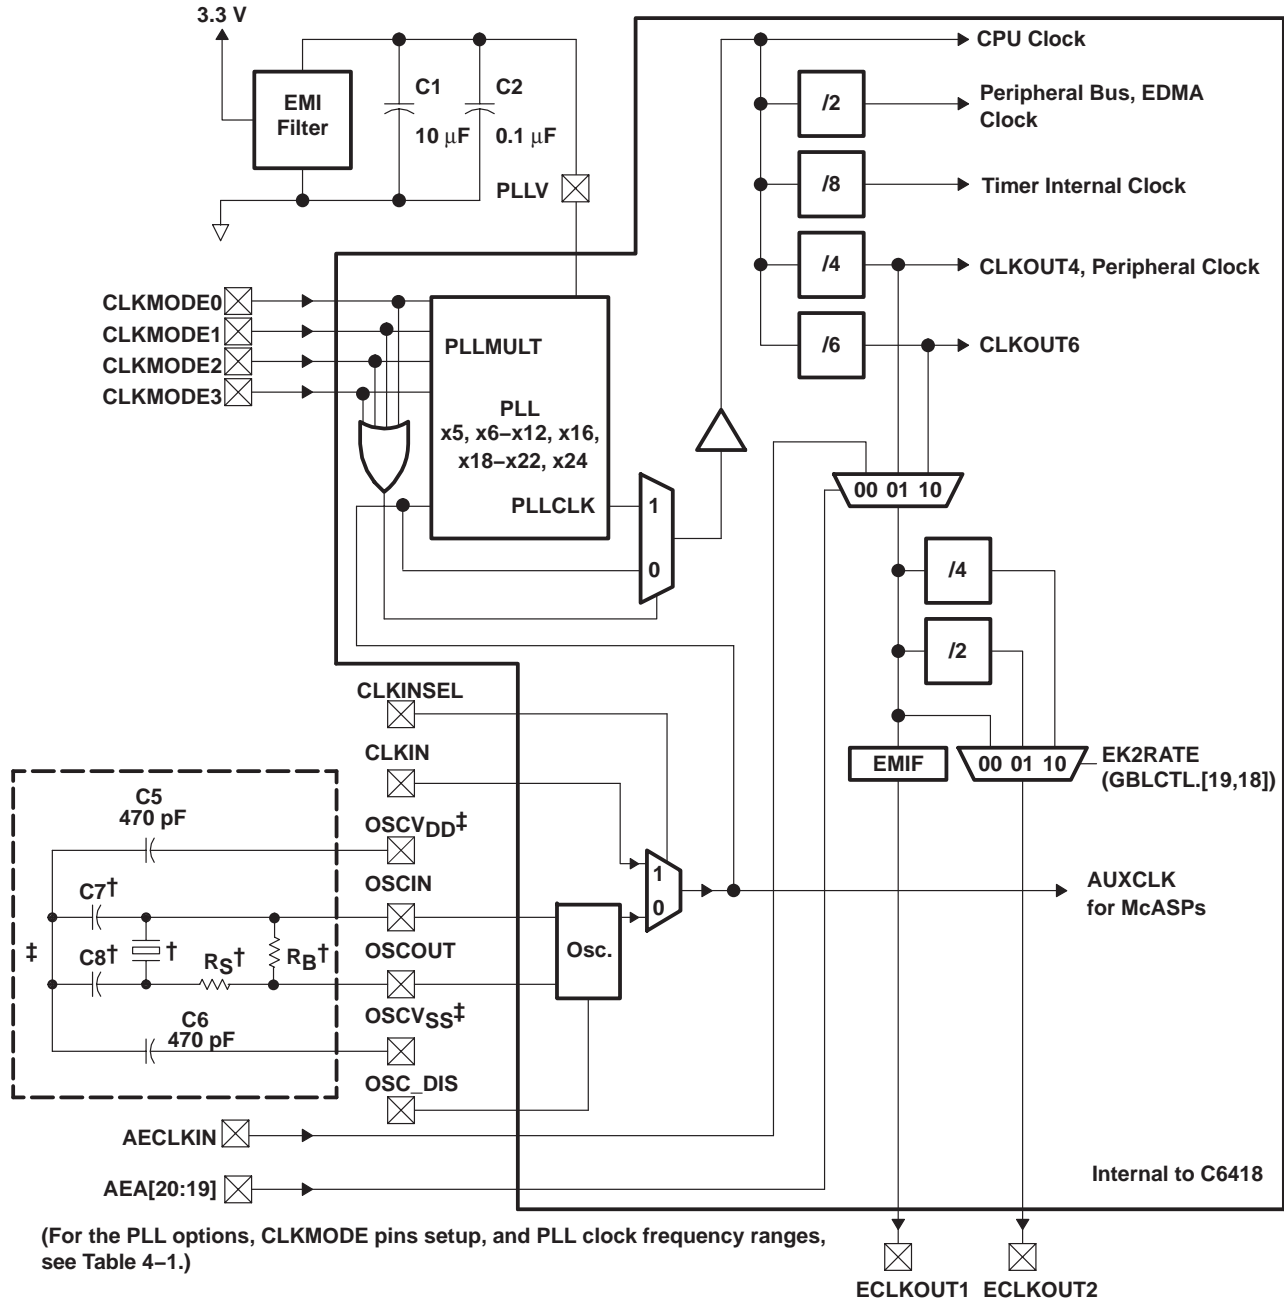 3.3 V
EMI
Filter
C1
10 μF
C2
0.1 μF
PLLV
CPU Clock
/2
Peripheral Bus, EDMA
Clock
/8
Timer Internal Clock
/4
CLKOUT4, Peripheral Clock
/6
CLKOUT6
CLKMODE0
CLKMODE1
CLKMODE2
CLKMODE3
PLLMULT
PLL
x5, x6–x12, x16,
x18–x22, x24
PLLCLK
1
0
00 01 10
/4
/2
EMIF
00 01 10
EK2RATE
(GBLCTL.[19,18])
CLKINSEL
CLKIN
OSCVDD‡
OSCIN
OSCOUT
OSCVSS‡
OSC_DIS
C5
470 pF
C7†
‡
†
C8†
RS†
RB†
C6
470 pF
Osc.
1
0
AUXCLK
for McASPs
AECLKIN
AEA[20:19]
Internal to C6418
(For the PLL options, CLKMODE pins setup, and PLL clock frequency ranges,
see Table 4–1.)
ECLKOUT1 ECLKOUT2